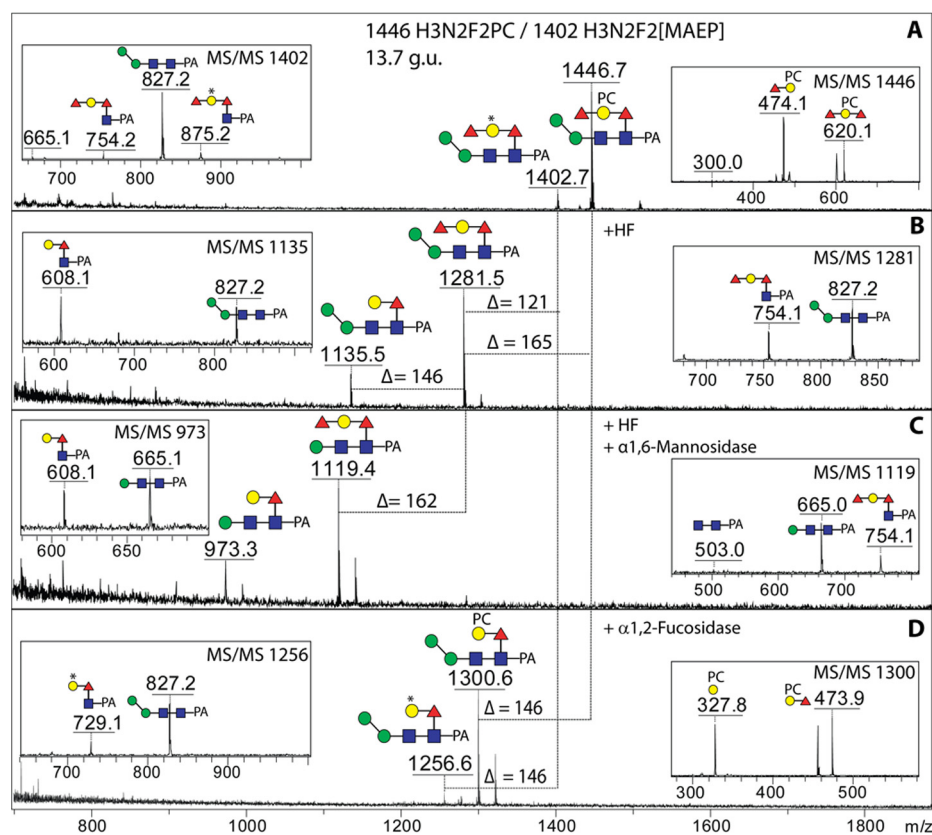 1446 H3N2F2PC / 1402 H3N2F2[MAEP]
13.7 g.u.
A
MS/MS 1402
PA
827.2
*
PA
754.2
PA
875.2
665.1
700 800 900
*
PA
1402.7
1446.7
PC
PA
MS/MS 1446
PC
474.1
PC
620.1
300.0
400 600
+HF
B
MS/MS 1135
PA
608.1
827.2
PA
600 700 800
PA
1281.5
PA
1135.5
Δ= 121
Δ= 165
Δ= 146
MS/MS 1281
PA
754.1
827.2
PA
700 750 800 850
+ HF
+ α1,6-Mannosidase
C
MS/MS 973
PA
608.1
665.1
PA
600 650
PA
1119.4
PA
973.3
Δ= 162
MS/MS 1119
PA
503.0
665.0
PA
PA
754.1
500 600 700
+ α1,2-Fucosidase
D
MS/MS 1256
*
PA
729.1
827.2
PA
700 800 900
PC
PA
1300.6
*
PA
1256.6
Δ = 146
Δ = 146
MS/MS 1300
PC
327.8
PC
473.9
300 400 500
800 1000 1200 1400 1600 m/z